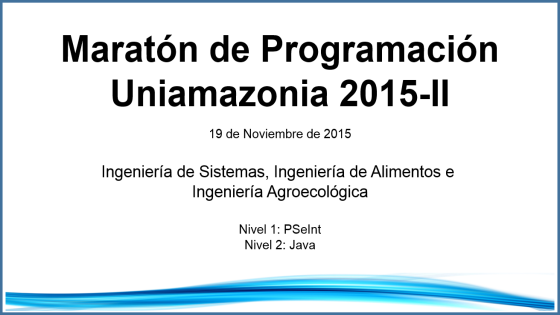 Maratón de Programación
Uniamazonia 2015-II
19 de Noviembre de 2015
Ingeniería de Sistemas, Ingeniería de Alimentos e
Ingeniería Agroecológica
Nivel 1: PSeInt
Nivel 2: Java